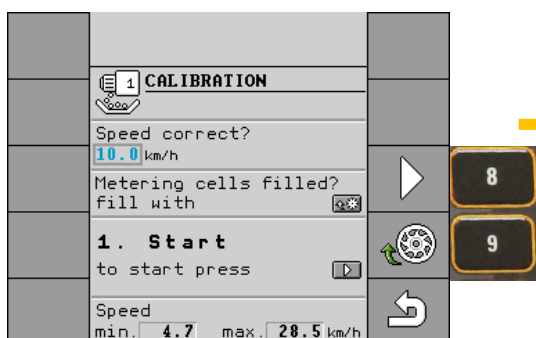 1 CALIBRATION
Speed correct?
10.0 km/h
Metering cells filled?
fill with
1. Start
to start press
Speed
min. 4.7 max. 28.5 km/h
8
9